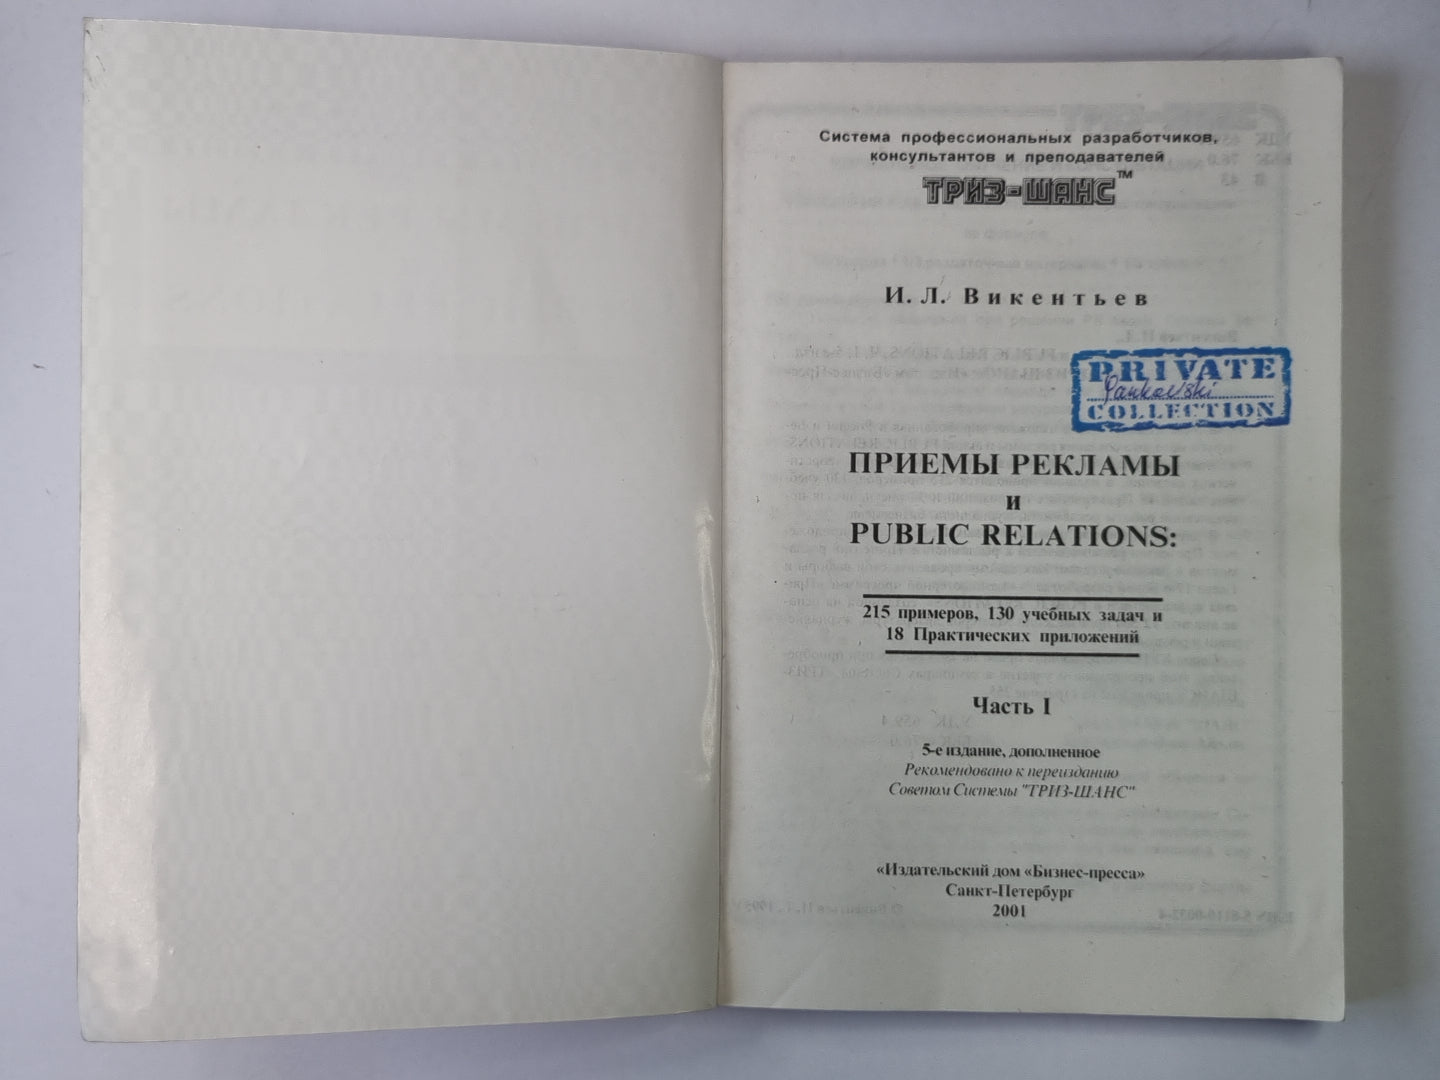 Система профессиональных разработчиков,
консультантов и преподавателей
ТРИЗ-ШАНС™
И. Л. Викентьев
PRIVATE
Pankovski
COLLECTION
ПРИЕМЫ РЕКЛАМЫ
и
PUBLIC RELATIONS:
215 примеров, 130 учебных задач и
18 Практических приложений
Часть I
5-е издание, дополненное
Рекомендовано к переизданию
Советом Системы "ТРИЗ-ШАНС"
«Издательский дом «Бизнес-пресса»
Санкт-Петербург
2001